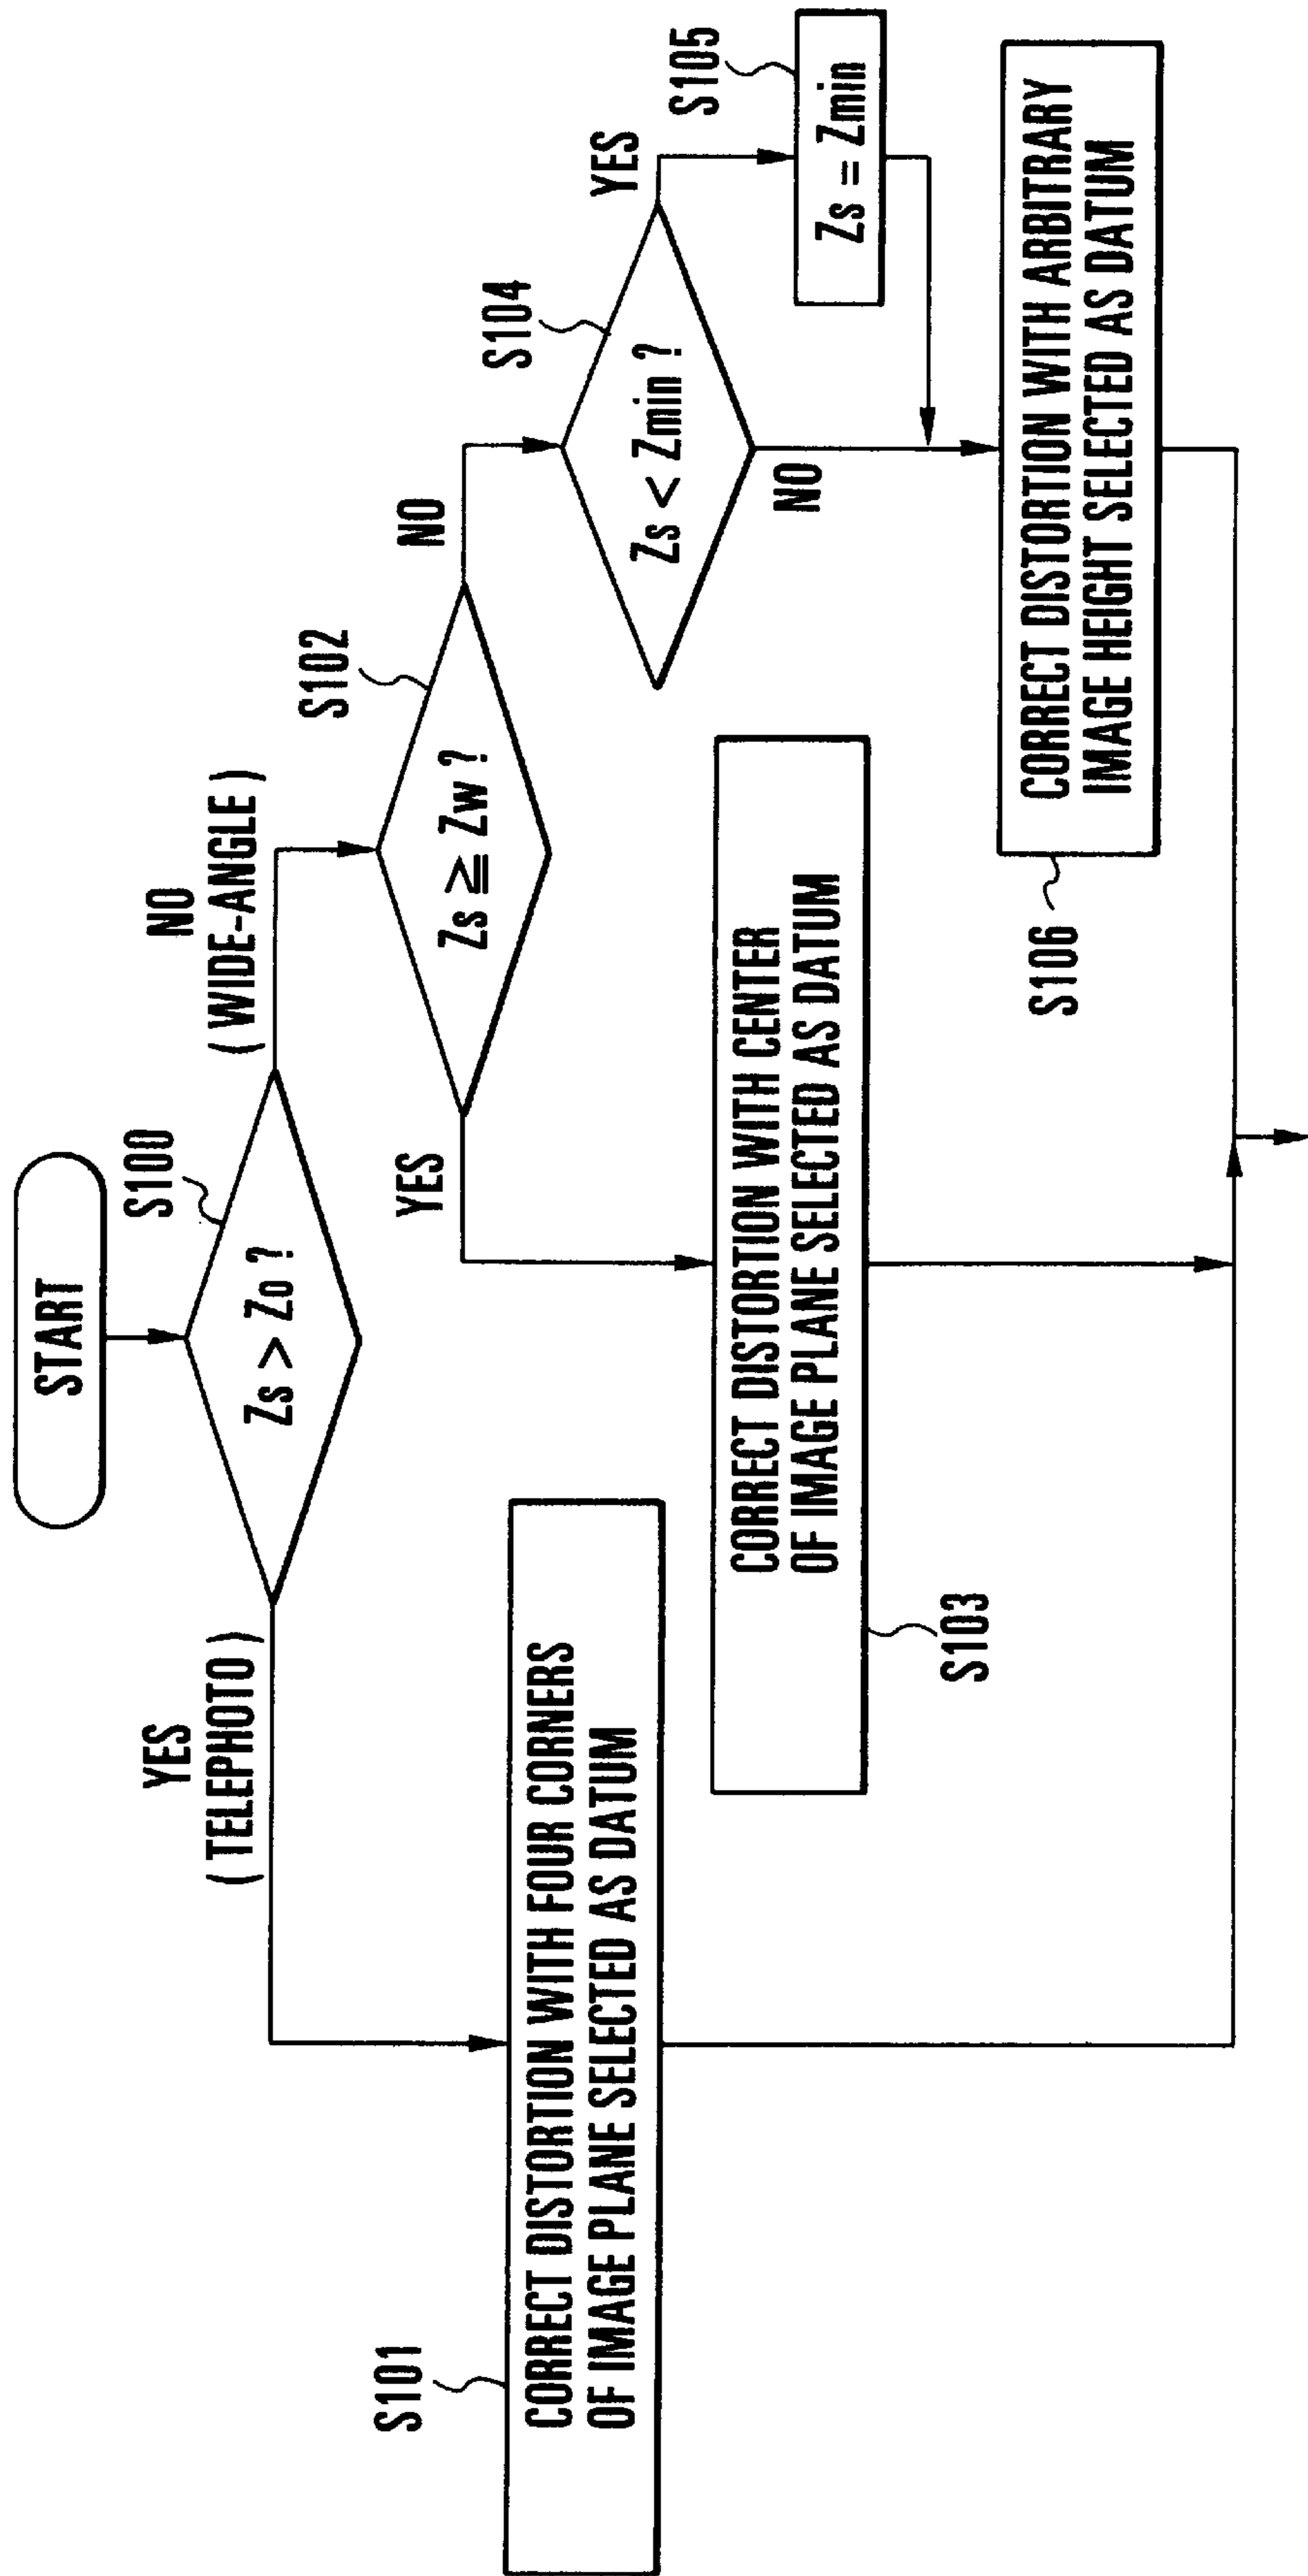 START
S100
Zs > Zo ?
YES
( TELEPHOTO )
NO
( WIDE-ANGLE )
S101
CORRECT DISTORTION WITH FOUR CORNERS
OF IMAGE PLANE SELECTED AS DATUM
S102
Zs ≧ Zw ?
YES
NO
S103
CORRECT DISTORTION WITH CENTER
OF IMAGE PLANE SELECTED AS DATUM
S104
Zs < Zmin ?
YES
NO
S105
Zs = Zmin
S106
CORRECT DISTORTION WITH ARBITRARY
IMAGE HEIGHT SELECTED AS DATUM